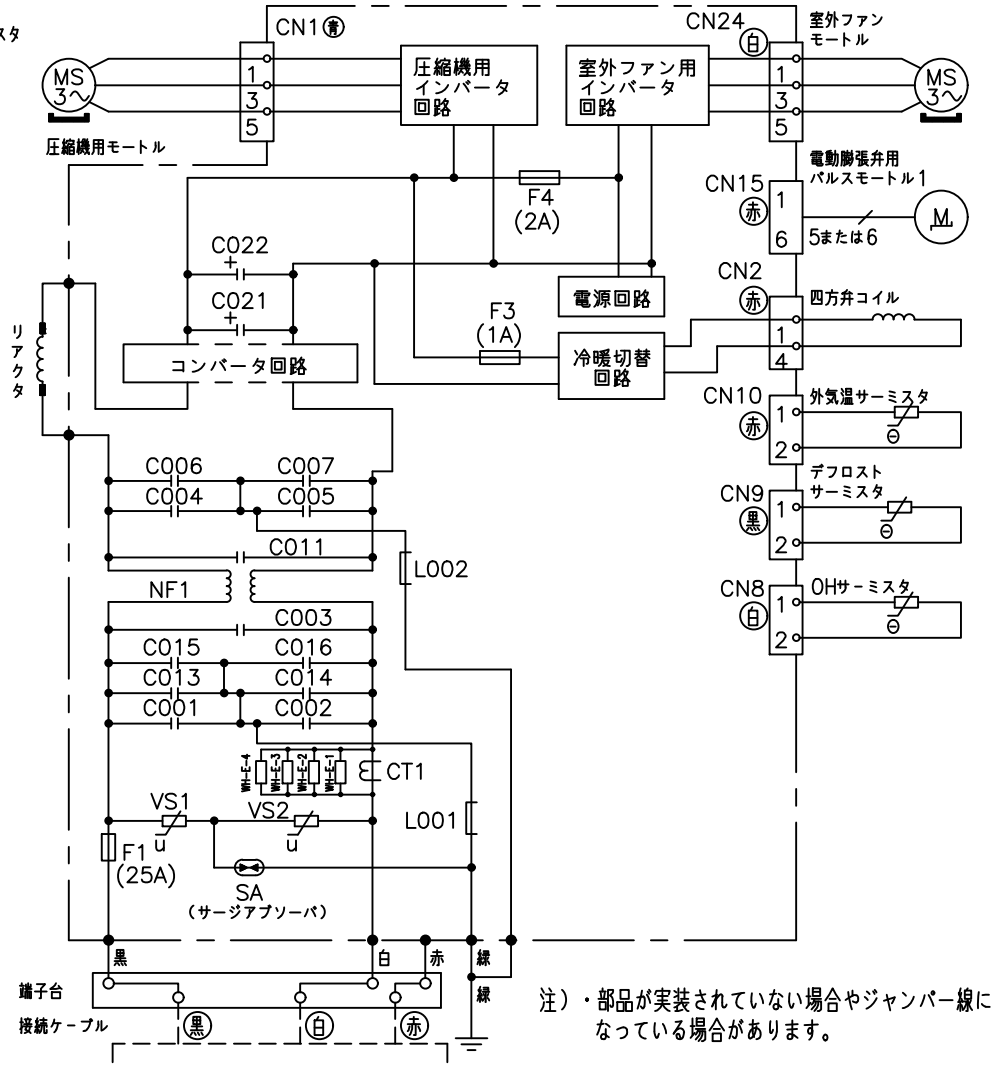 スタ
CN1 青
CN24
白
室外ファン
モートル
MS
3～
1
3
5
圧縮機用
インバータ
回路
室外ファン用
インバータ
回路
1
3
5
MS
3～
圧縮機用モートル
F4
(2A)
CN15
赤
1
6
電動膨張弁用
パルスモートル1
5または6
M
C022
+
C021
+
コンバータ回路
リアクタ
電源回路
F3
(1A)
冷暖切替
回路
CN2
赤
1
4
四方弁コイル
CN10
赤
1
2
外気温サーミスタ
θ
CN9
黒
1
2
デフロスト
サーミスタ
θ
CN8
白
1
2
OHサーミスタ
θ
C006
C007
C004
C005
C011
L002
NF1
C003
C015
C016
C013
C014
C001
C002
WH-E-4
WH-E-3
WH-E-2
WH-E-1
CT1
VS1
VS2
u
u
L001
F1
(25A)
SA
(サージアブソーバ)
黒
白
赤
緑
緑
端子台
接続ケーブル
黒
白
赤
注)・部品が実装されていない場合やジャンパー線に
なっている場合があります。